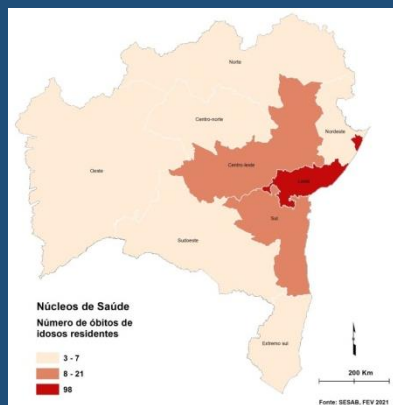 Norte
Centro-norte
Nordeste
Oeste
Centro-leste
Leste
Sul
Sudoeste
Extremo sul
Núcleos de Saúde
Número de óbitos de
idosos residentes
3 - 7
8 - 21
98
200 Km
Fonte: SESAB, FEV 2021